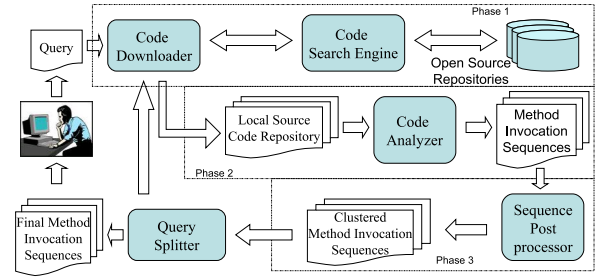 Phase 1
Query
Code
Downloader
Code
Search Engine
Open Source
Repositories
Local Source
Code Repository
Code
Analyzer
Method
Invocation
Sequences
Phase 2
Final Method
Invocation
Sequences
Query
Splitter
Clustered
Method Invocation
Sequences
Sequence
Post
processor
Phase 3